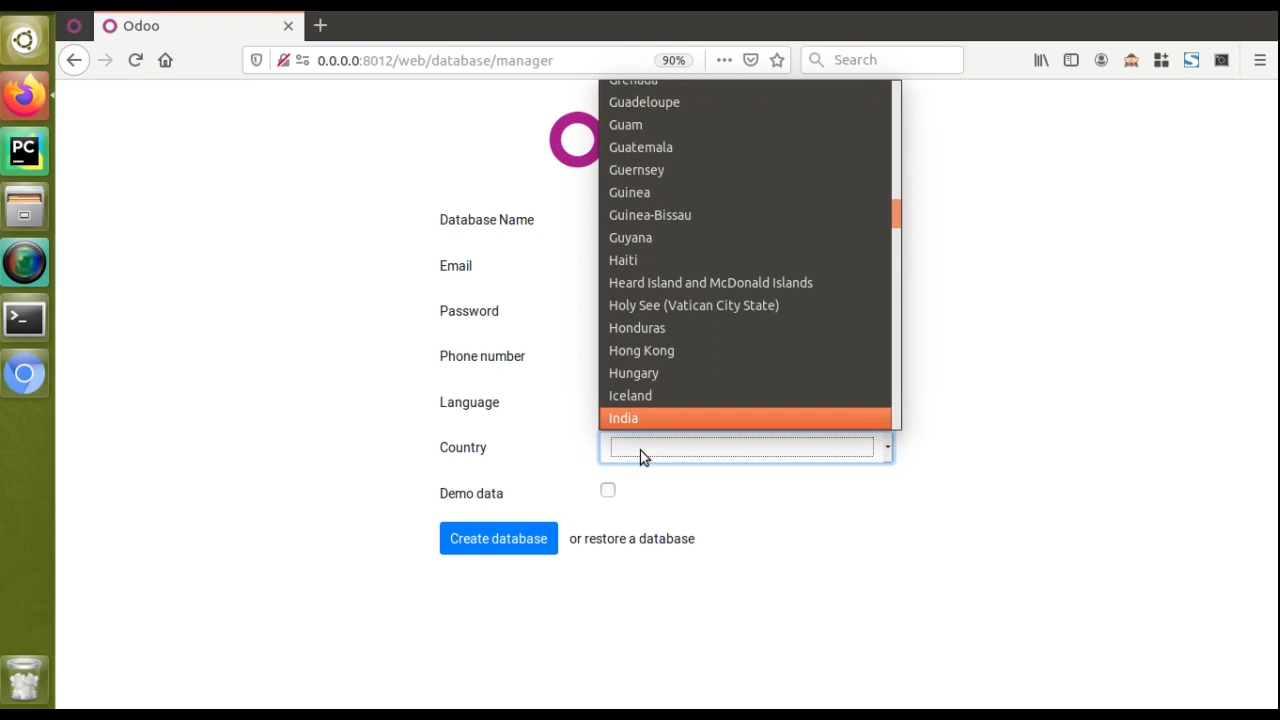 Odoo
0.0.0.0:8012/web/database/manager
90%
Search
Grenada
Guadeloupe
Guam
Guatemala
Guernsey
Guinea
Guinea-Bissau
Guyana
Haiti
Heard Island and McDonald Islands
Holy See (Vatican City State)
Honduras
Hong Kong
Hungary
Iceland
India
Database Name
Email
Password
Phone number
Language
Country
Demo data
Create database or restore a database
PC
>_